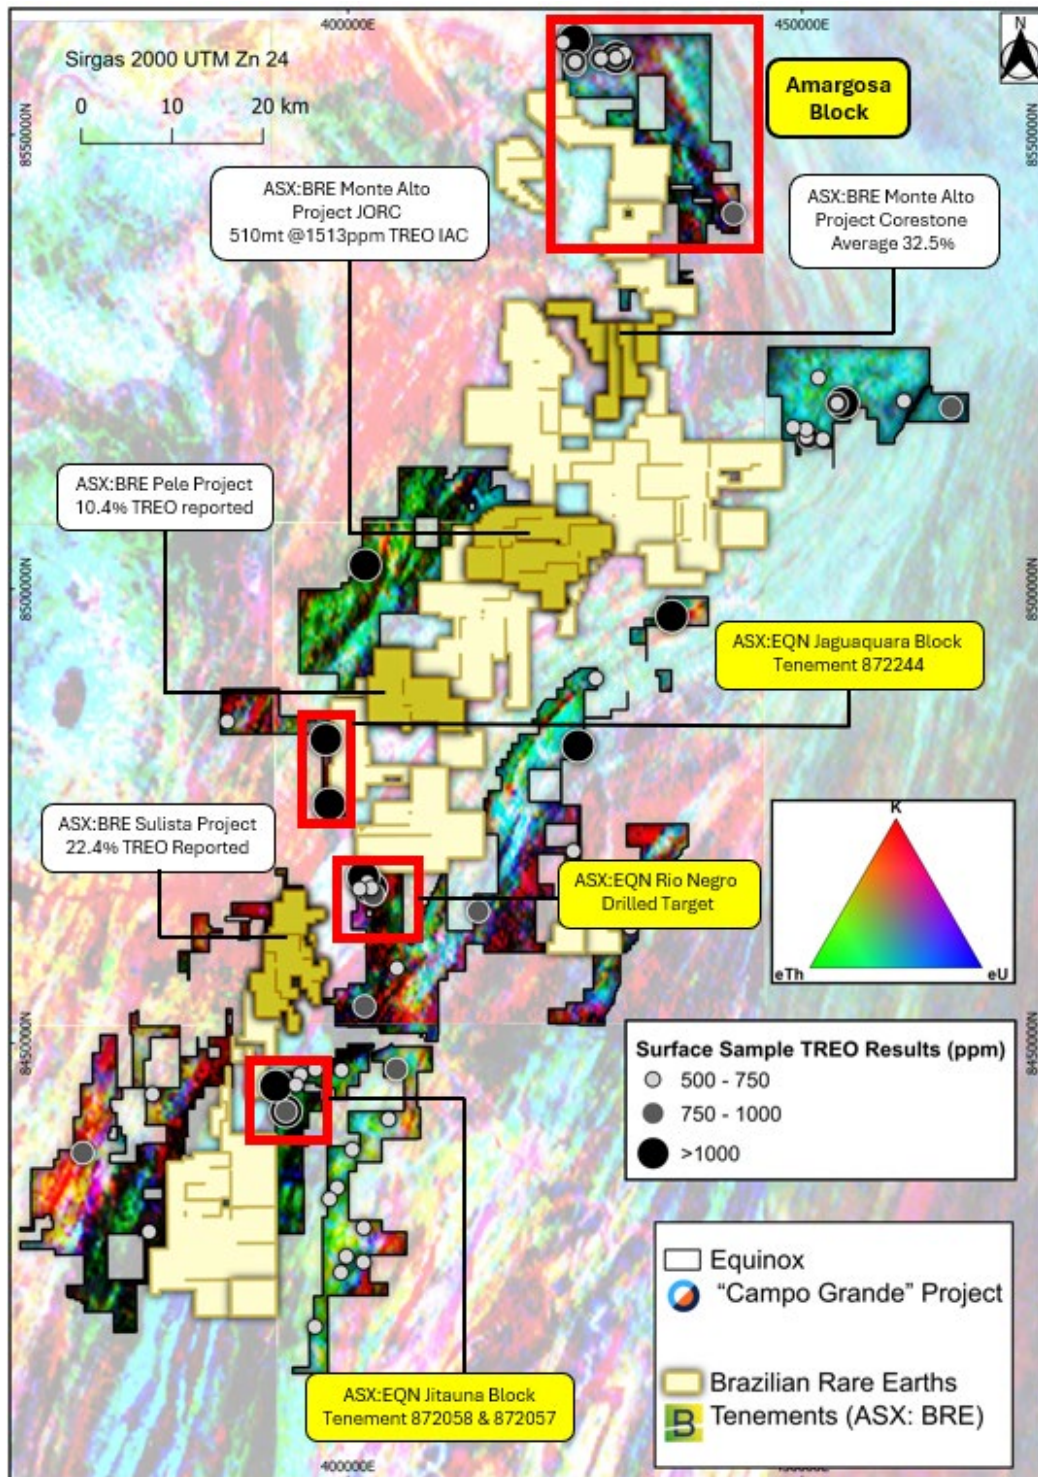 400000E
450000E
N
Sirgas 2000 UTM Zn 24
0 10 20 km
Amargosa
Block
8550000N
8550000N
ASX:BRE Monte Alto
Project JORC
510mt @1513ppm TREO IAC
ASX:BRE Monte Alto
Project Corestone
Average 32.5%
ASX:BRE Pele Project
10.4% TREO reported
8500000N
8500000N
ASX:EQN Jaguaquara Block
Tenement 872244
ASX:BRE Sulista Project
22.4% TREO Reported
K
eTh
eU
ASX:EQN Rio Negro
Drilled Target
8450000N
8450000N
Surface Sample TREO Results (ppm)
500 - 750
750 - 1000
>1000
Equinox
"Campo Grande" Project
Brazilian Rare Earths
B Tenements (ASX: BRE)
ASX:EQN Jitauna Block
Tenement 872058 & 872057
400000E